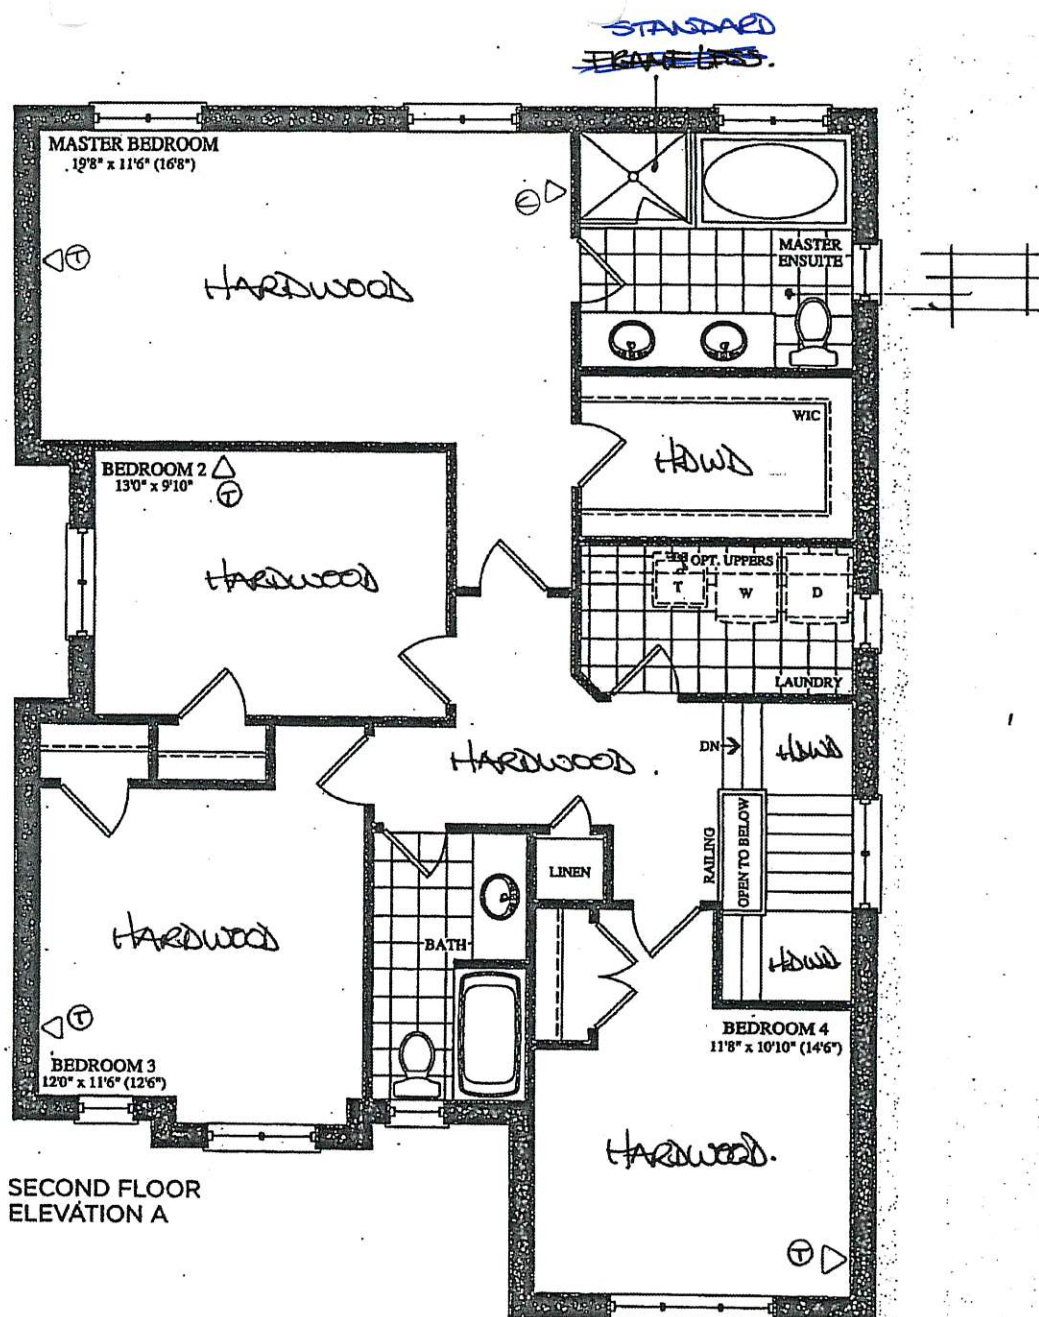 STANDARD
FRAMELESS.
MASTER BEDROOM
19'8" x 11'6" (16'8")
C
T
HARDWOOD
MASTER
ENSUITE
WIC
HDWD
BEDROOM 2
13'0" x 9'10"
T
HARDWOOD
OPT. UPPERS
T
W
D
LAUNDRY
HARDWOOD.
DN
HDWD
RAILING
OPEN TO BELOW
LINEN
HARDWOOD
BATH
HDWD
T
BEDROOM 3
12'0" x 11'6" (12'6")
BEDROOM 4
11'8" x 10'10" (14'6")
HARDWOOD.
T
SECOND FLOOR
ELEVATION A